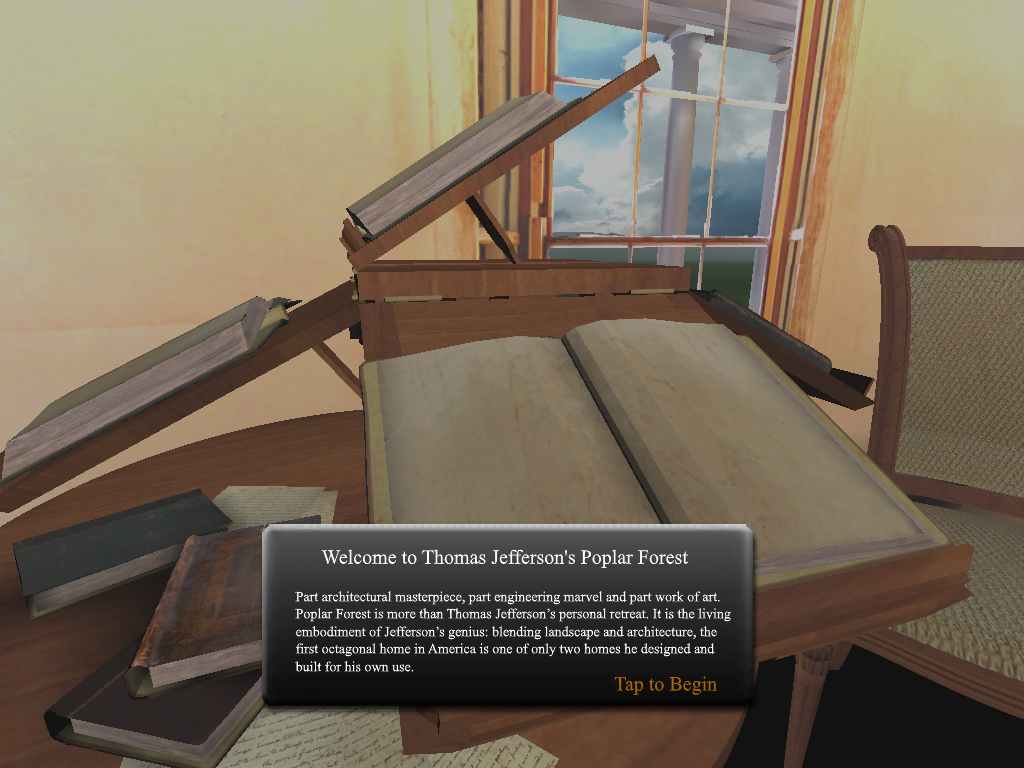 Welcome to Thomas Jefferson's Poplar Forest
Part architectural masterpiece, part engineering marvel and part work of art.
Poplar Forest is more than Thomas Jefferson’s personal retreat. It is the living
embodiment of Jefferson’s genius: blending landscape and architecture, the
first octagonal home in America is one of only two homes he designed and
built for his own use.
Tap to Begin